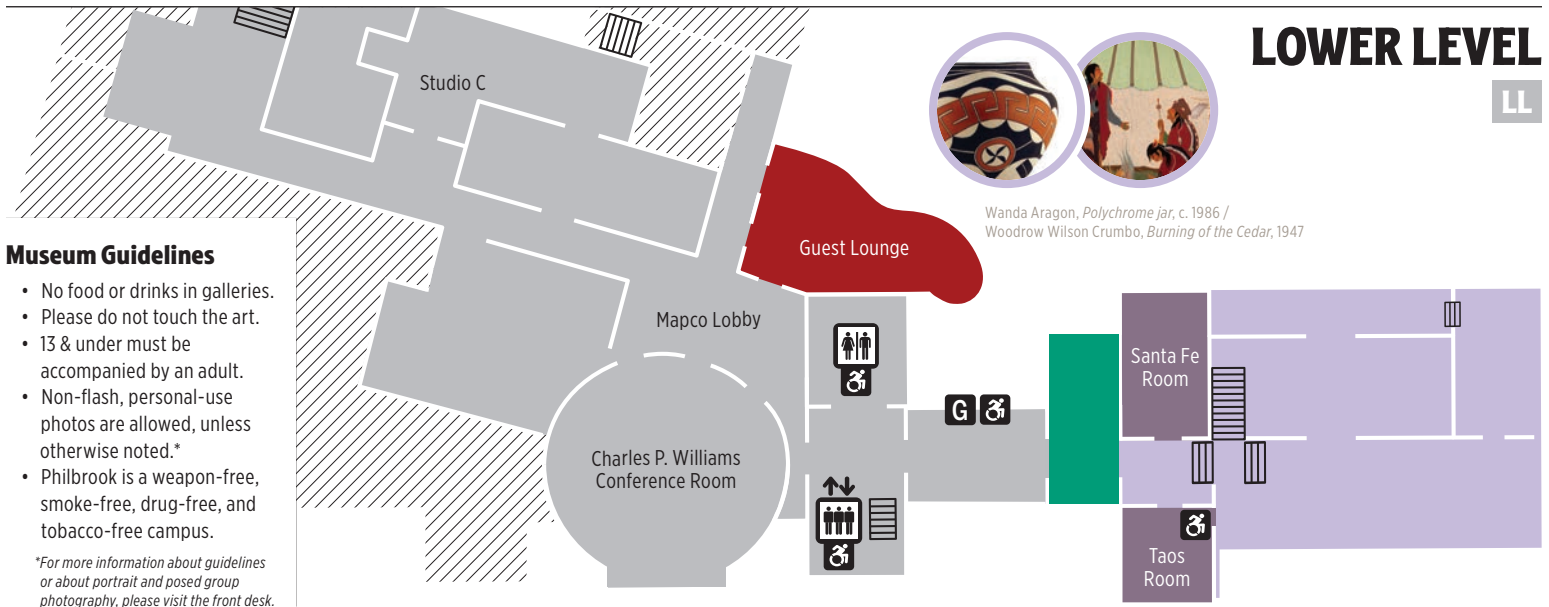 LOWER LEVEL
LL
Studio C
Wanda Aragon, Polychrome jar, c. 1986 /
Woodrow Wilson Crumbo, Burning of the Cedar, 1947
Guest Lounge
Museum Guidelines
• No food or drinks in galleries.
• Please do not touch the art.
• 13 & under must be
accompanied by an adult.
• Non-flash, personal-use
photos are allowed, unless
otherwise noted.*
• Philbrook is a weapon-free,
smoke-free, drug-free, and
tobacco-free campus.
*For more information about guidelines
or about portrait and posed group
photography, please visit the front desk.
Mapco Lobby
Santa Fe
Room
G
Charles P. Williams
Conference Room
Taos
Room